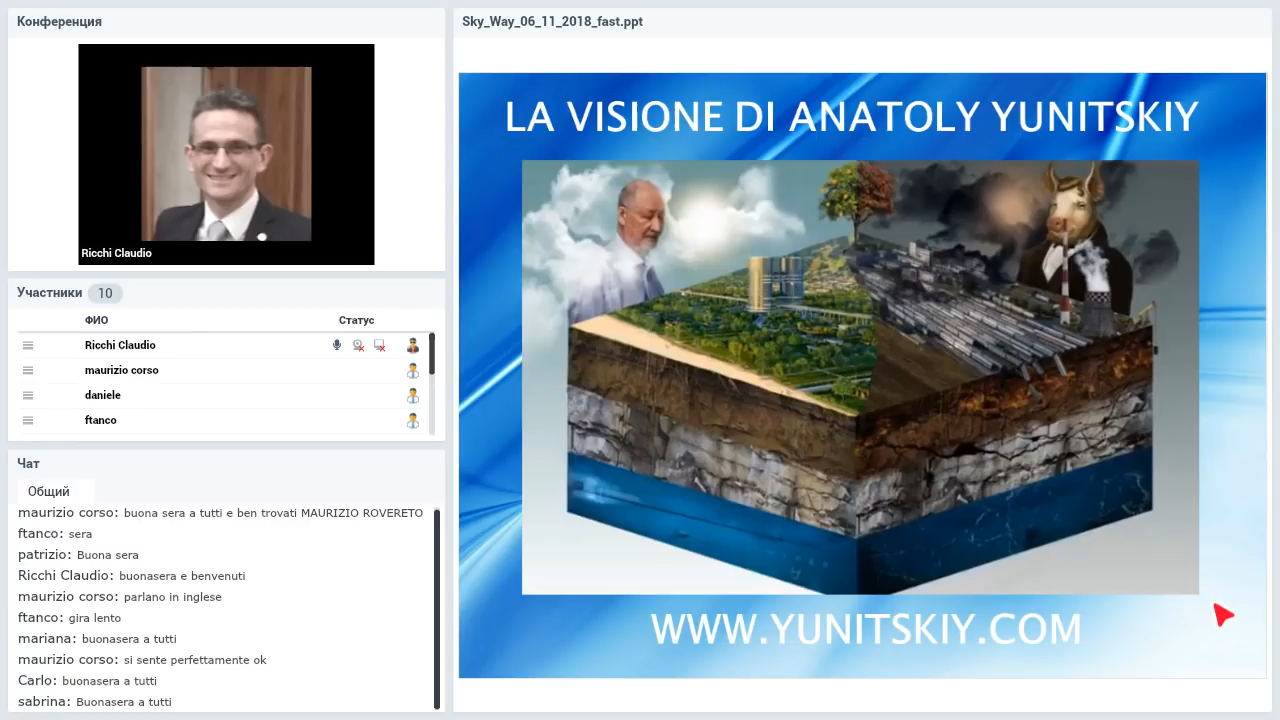 Конференция
Ricchi Claudio
Участники 10
ФИО Статус
Ricchi Claudio
maurizio corso
daniele
ftanco
Чат
Общий
maurizio corso: buona sera a tutti e ben trovati MAURIZIO ROVERETO
ftanco: sera
patrizio: Buona sera
Ricchi Claudio: buonasera e benvenuti
maurizio corso: parlano in inglese
ftanco: gira lento
mariana: buonasera a tutti
maurizio corso: si sente perfettamente ok
Carlo: buonasera a tutti
sabrina: Buonasera a tutti
Sky_Way_06_11_2018_fast.ppt
LA VISIONE DI ANATOLY YUNITSKIY
WWW.YUNITSKIY.COM